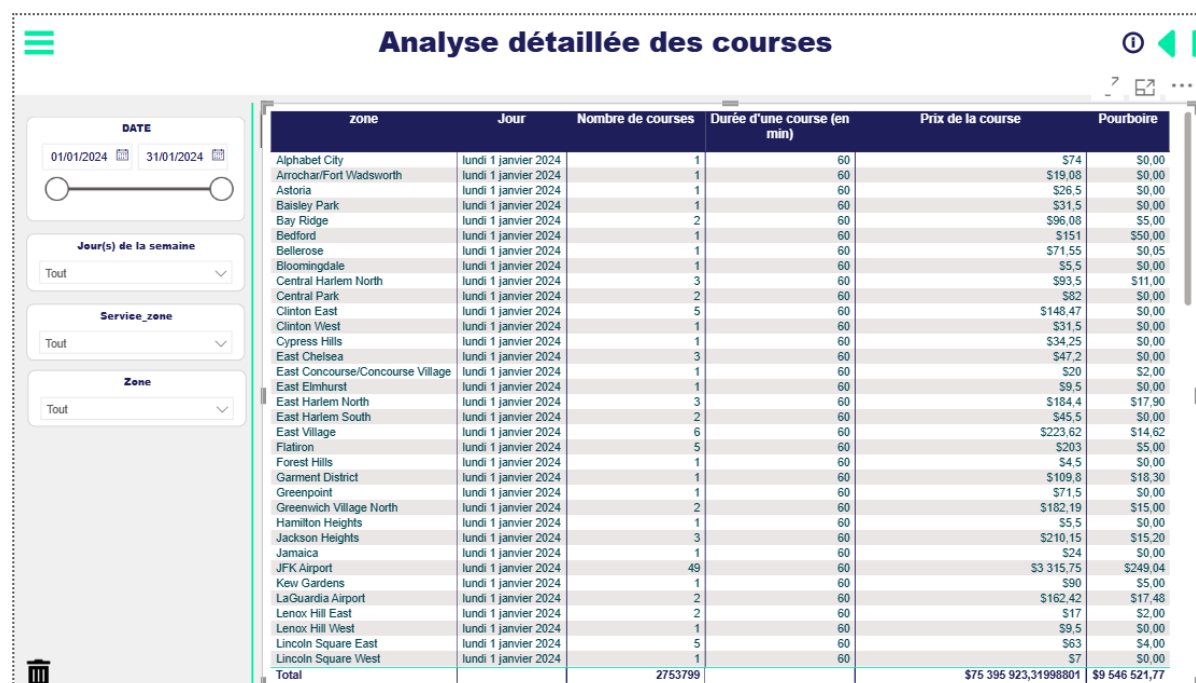 Analyse détaillée des courses
DATE
01/01/2024 31/01/2024
Jour(s) de la semaine
Tout
Service_zone
Tout
Zone
Tout
zone Jour Nombre de courses Durée d'une course (en min) Prix de la course Pourboire
Alphabet City lundi 1 janvier 2024 1 60 $74 $0,00
Arrochar/Fort Wadsworth lundi 1 janvier 2024 1 60 $19,08 $0,00
Astoria lundi 1 janvier 2024 1 60 $26,5 $0,00
Baisley Park lundi 1 janvier 2024 1 60 $31,5 $0,00
Bay Ridge lundi 1 janvier 2024 2 60 $96,08 $5,00
Bedford lundi 1 janvier 2024 1 60 $151 $50,00
Bellerose lundi 1 janvier 2024 1 60 $71,55 $0,05
Bloomingdale lundi 1 janvier 2024 1 60 $5,5 $0,00
Central Harlem North lundi 1 janvier 2024 3 60 $93,5 $11,00
Central Park lundi 1 janvier 2024 2 60 $82 $0,00
Clinton East lundi 1 janvier 2024 5 60 $148,47 $0,00
Clinton West lundi 1 janvier 2024 1 60 $31,5 $0,00
Cypress Hills lundi 1 janvier 2024 1 60 $34,25 $0,00
East Chelsea lundi 1 janvier 2024 3 60 $47,2 $0,00
East Concourse/Concourse Village lundi 1 janvier 2024 1 60 $20 $2,00
East Elmhurst lundi 1 janvier 2024 1 60 $9,5 $0,00
East Harlem North lundi 1 janvier 2024 3 60 $184,4 $17,90
East Harlem South lundi 1 janvier 2024 2 60 $45,5 $0,00
East Village lundi 1 janvier 2024 6 60 $223,62 $14,62
Flatiron lundi 1 janvier 2024 5 60 $203 $5,00
Forest Hills lundi 1 janvier 2024 1 60 $4,5 $0,00
Garment District lundi 1 janvier 2024 1 60 $109,8 $18,30
Greenpoint lundi 1 janvier 2024 1 60 $71,5 $0,00
Greenwich Village North lundi 1 janvier 2024 2 60 $182,19 $15,00
Hamilton Heights lundi 1 janvier 2024 1 60 $5,5 $0,00
Jackson Heights lundi 1 janvier 2024 3 60 $210,15 $15,20
Jamaica lundi 1 janvier 2024 1 60 $24 $0,00
JFK Airport lundi 1 janvier 2024 49 60 $3 315,75 $249,04
Kew Gardens lundi 1 janvier 2024 1 60 $90 $5,00
LaGuardia Airport lundi 1 janvier 2024 2 60 $162,42 $17,48
Lenox Hill East lundi 1 janvier 2024 2 60 $17 $2,00
Lenox Hill West lundi 1 janvier 2024 1 60 $9,5 $0,00
Lincoln Square East lundi 1 janvier 2024 5 60 $63 $4,00
Lincoln Square West lundi 1 janvier 2024 1 60 $7 $0,00
Total 2753799 $75 395 923,31998801 $9 546 521,77